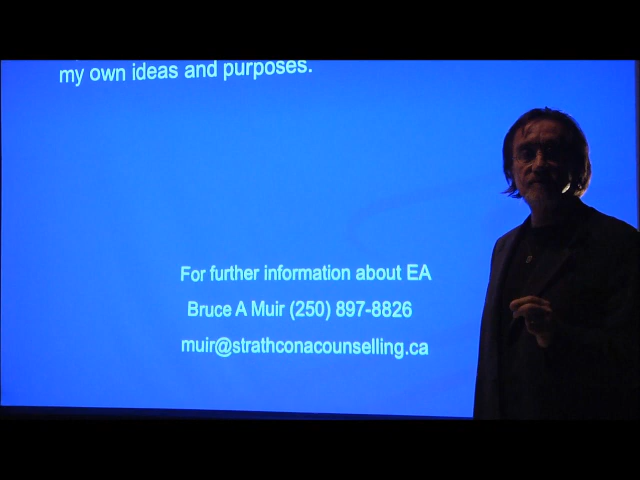 my own ideas and purposes.
For further information about EA
Bruce A Muir (250) 897-8826
muir@strathconacounselling.ca